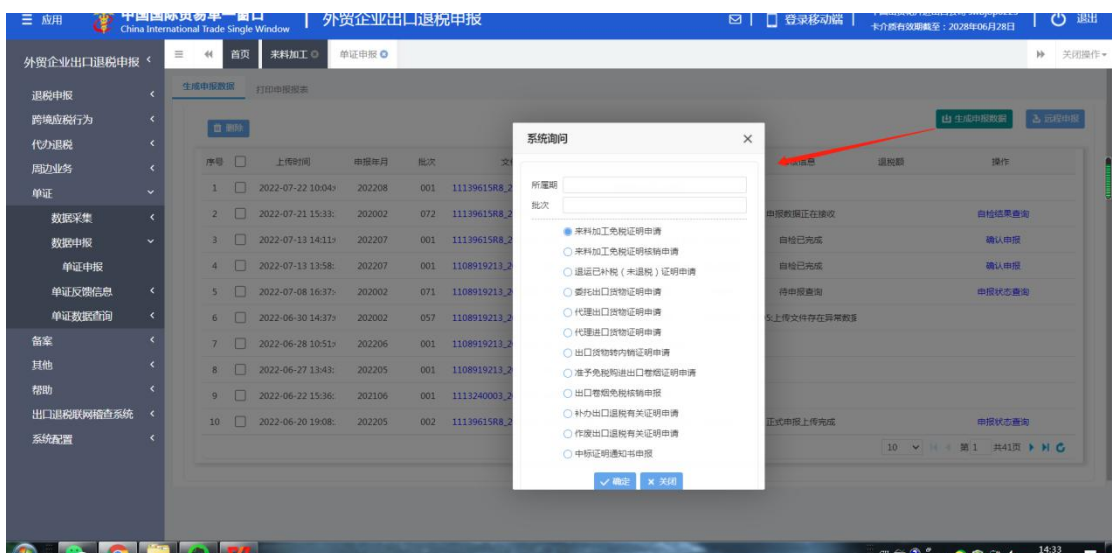 应用
中国国际贸易单一窗口
China International Trade Single Window
外贸企业出口退税申报
登录移动端
卡介质有效期截至：2028年06月28日
退出
外贸企业出口退税申报
首页
来料加工
单证申报
关闭操作
退税申报
跨境应税行为
代办退税
周边业务
单证
数据采集
数据申报
单证申报
单证反馈信息
单证数据查询
备案
其他
帮助
出口退税联网稽查系统
系统配置
生成申报数据
打印申报报表
删除
生成申报数据
远程申报
序号 上传时间 申报年月 批次 退税额 操作
1 2022-07-22 10:04: 202208 001 11139615R8_2
2 2022-07-21 15:33: 202002 072 11139615R8_2 申报数据正在接收 自检结果查询
3 2022-07-13 14:11: 202207 001 11139615R8_2 自检已完成 确认申报
4 2022-07-13 13:58: 202207 001 1108919213_2 自检已完成 确认申报
5 2022-07-08 16:37: 202002 071 1108919213_2 待申报查询 申报状态查询
6 2022-06-30 14:37: 202002 057 1108919213_2 上传文件存在异常数据
7 2022-06-28 10:51: 202206 001 1108919213_2
8 2022-06-27 13:43: 202205 001 1108919213_2
9 2022-06-22 15:36: 202106 001 1113240003_2
10 2022-06-20 19:08: 202205 002 11139615R8_2 正式申报上传完成 申报状态查询
10 第 1 共41页
系统询问
所属期
批次
来料加工免税证明申请
来料加工免税证明核销申请
退运已补税（未退税）证明申请
委托出口货物证明申请
代理出口货物证明申请
代理进口货物证明申请
出口货物转内销证明申请
准予免税购进出口卷烟证明申请
出口卷烟免税核销申报
补办出口退税有关证明申请
作废出口退税有关证明申请
中标证明通知书申报
确定
关闭
14:33